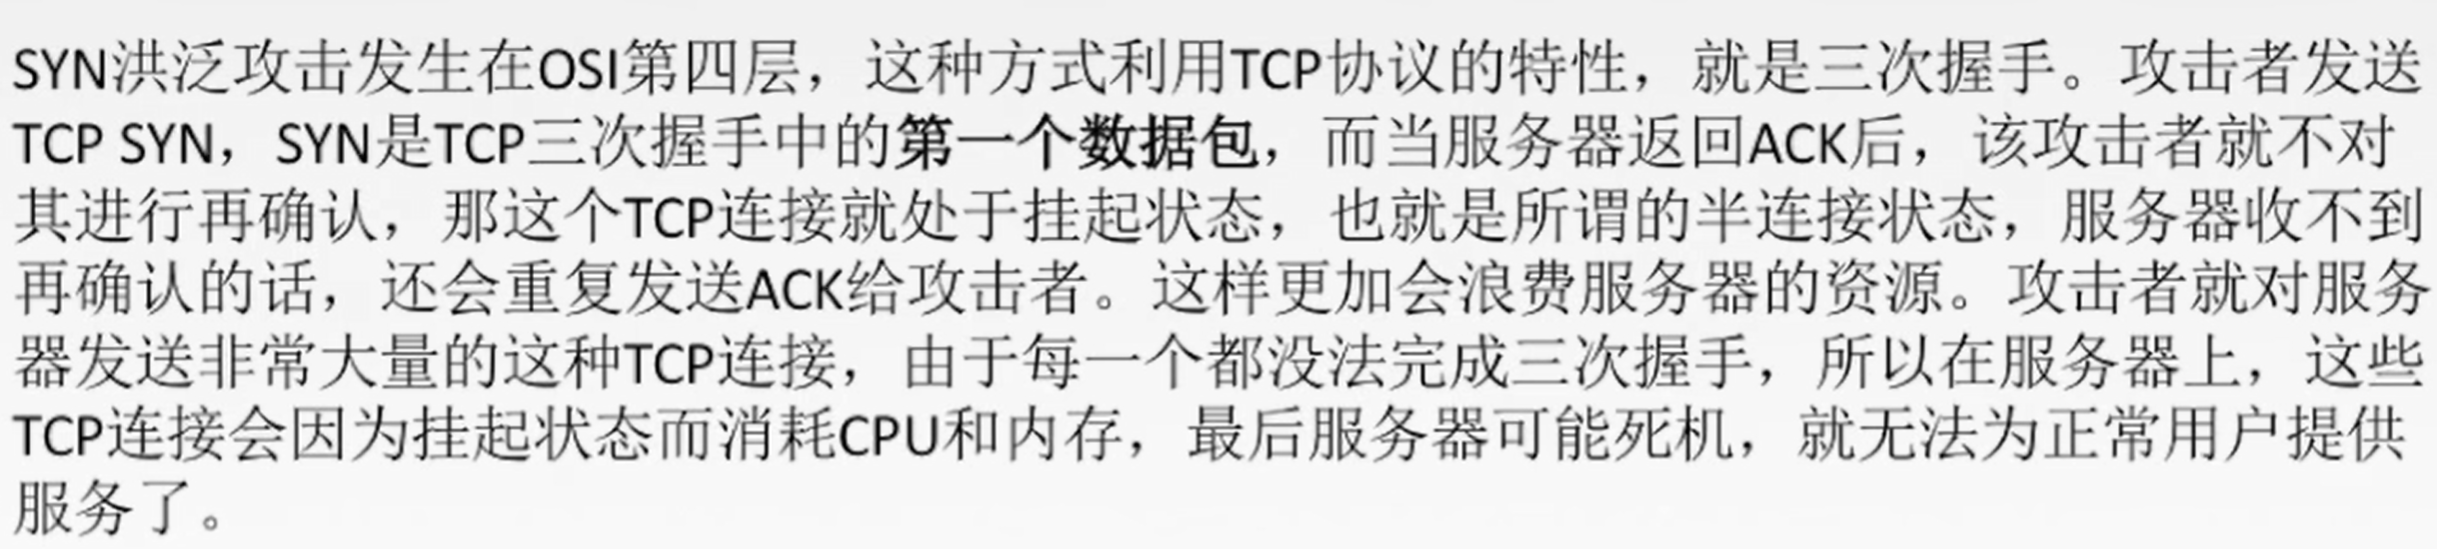 SYN洪泛攻击发生在OSI第四层，这种方式利用TCP协议的特性，就是三次握手。攻击者发送
TCP SYN，SYN是TCP三次握手中的第一个数据包，而当服务器返回ACK后，该攻击者就不对
其进行再确认，那这个TCP连接就处于挂起状态，也就是所谓的半连接状态，服务器收不到
再确认的话，还会重复发送ACK给攻击者。这样更加会浪费服务器的资源。攻击者就对服务
器发送非常大量的这种TCP连接，由于每一个都没法完成三次握手，所以在服务器上，这些
TCP连接会因为挂起状态而消耗CPU和内存，最后服务器可能死机，就无法为正常用户提供
服务了。